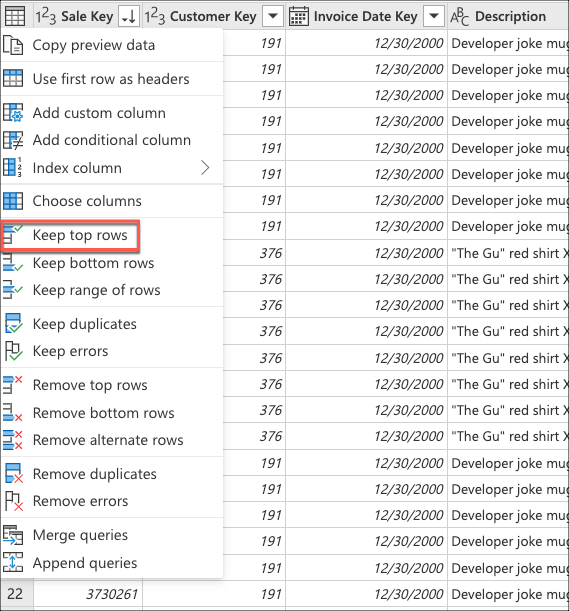 1²3 Sale Key 1²3 Customer Key Invoice Date Key ABC Description
Copy preview data 191 12/30/2000 Developer joke mug
Use first row as headers 191 12/30/2000 Developer joke mug
191 12/30/2000 Developer joke mug
Add custom column 191 12/30/2000 Developer joke mug
Add conditional column 191 12/30/2000 Developer joke mug
Index column 191 12/30/2000 Developer joke mug
Choose columns 191 12/30/2000 Developer joke mug
Keep top rows 191 12/30/2000 Developer joke mug
Keep bottom rows 376 12/30/2000 "The Gu" red shirt X
Keep range of rows 376 12/30/2000 "The Gu" red shirt X
376 12/30/2000 "The Gu" red shirt X
Keep duplicates 376 12/30/2000 "The Gu" red shirt X
Keep errors 376 12/30/2000 "The Gu" red shirt X
Remove top rows 376 12/30/2000 "The Gu" red shirt X
Remove bottom rows 376 12/30/2000 "The Gu" red shirt X
Remove alternate rows 376 12/30/2000 "The Gu" red shirt X
191 12/30/2000 Developer joke mug
Remove duplicates 191 12/30/2000 Developer joke mug
Remove errors 191 12/30/2000 Developer joke mug
Merge queries 191 12/30/2000 Developer joke mug
Append queries 191 12/30/2000 Developer joke mug
22 3730261 191 12/30/2000 Developer joke mug